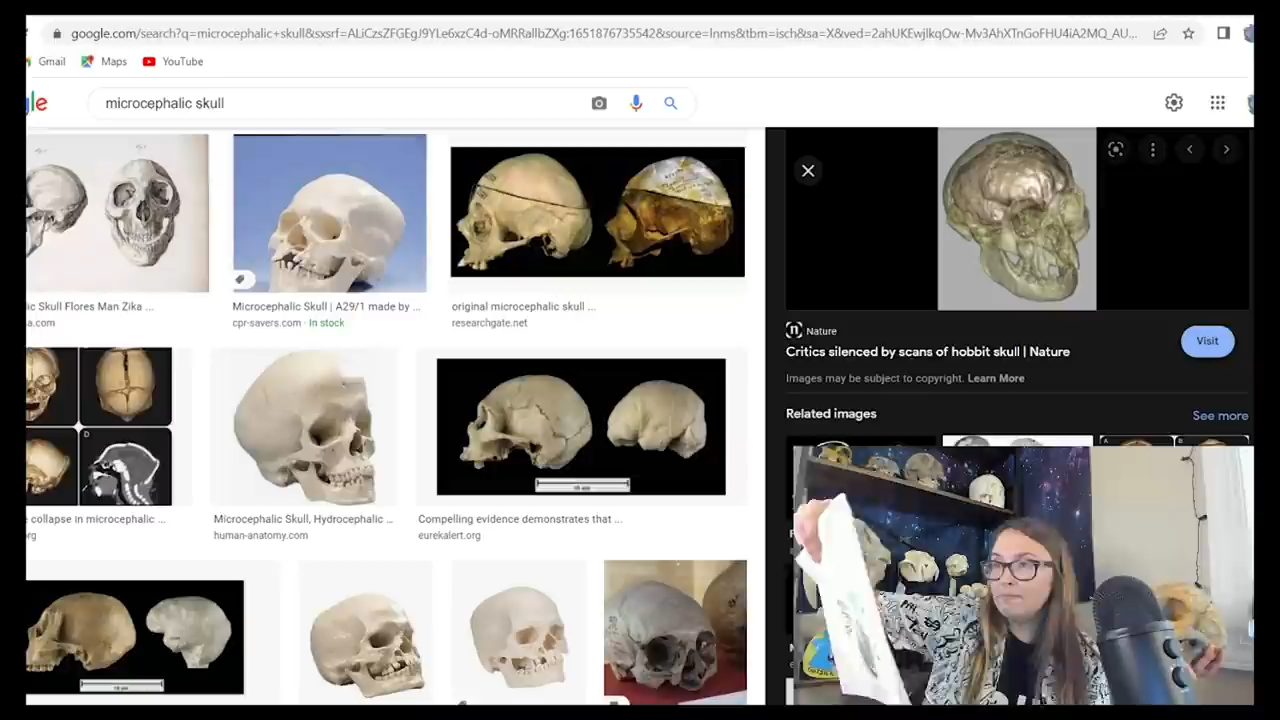 google.com/search?q=microcephalic+skull&sxsrf=ALiCzsZFGEgJ9YLe6xzC4d-oMRRallbZXg:1651876735542&source=lnms&tbm=isch&sa=X&ved=2ahUKEwjlkqOw-Mv3AhXTnGoFHU4iA2MQ_AU...
Gmail Maps YouTube
gle microcephalic skull
ic Skull Flores Man Zika ...
a.com
Microcephalic Skull | A29/1 made by ...
cpr-savers.com · In stock
original microcephalic skull ...
researchgate.net
Nature
Critics silenced by scans of hobbit skull | Nature
Visit
Images may be subject to copyright. Learn More
Related images See more
e collapse in microcephalic ...
rg
Microcephalic Skull, Hydrocephalic ...
human-anatomy.com
Compelling evidence demonstrates that ...
eurekalert.org
D
A
B